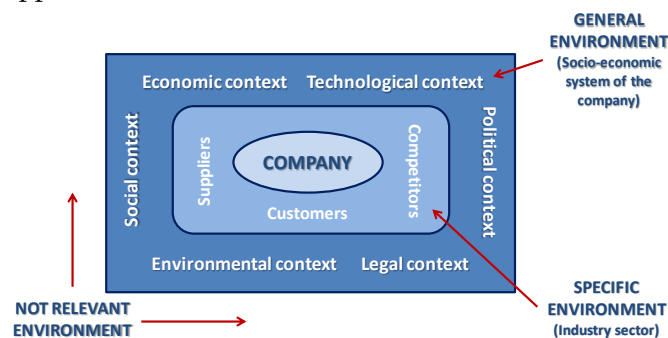 GENERAL
ENVIRONMENT
(Socio-economic
system of the
company)
Economic context
Technological context
Social context
Political context
Suppliers
COMPANY
Competitors
Customers
Environmental context
Legal context
NOT RELEVANT
ENVIRONMENT
SPECIFIC
ENVIRONMENT
(Industry sector)